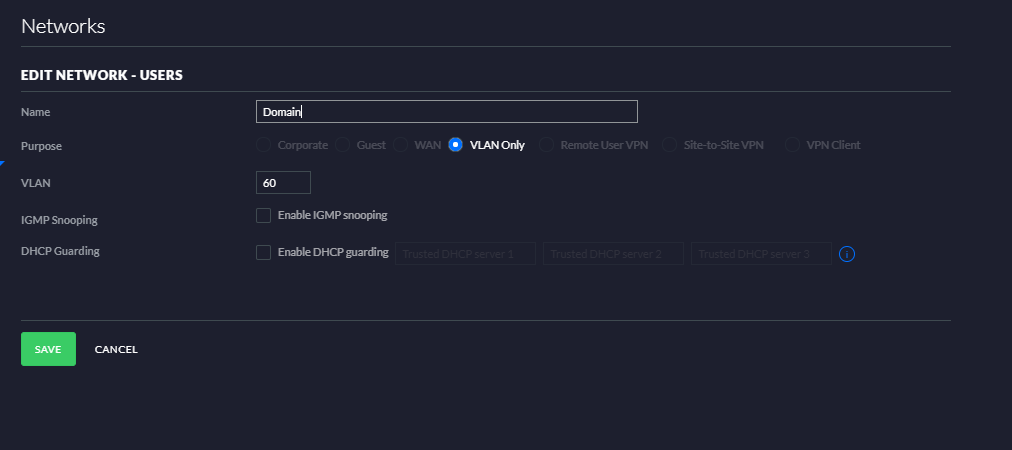 Networks
EDIT NETWORK - USERS
Name Domain
Purpose Corporate Guest WAN VLAN Only Remote User VPN Site-to-Site VPN VPN Client
VLAN 60
IGMP Snooping Enable IGMP snooping
DHCP Guarding Enable DHCP guarding Trusted DHCP server 1 Trusted DHCP server 2 Trusted DHCP server 3
SAVE CANCEL